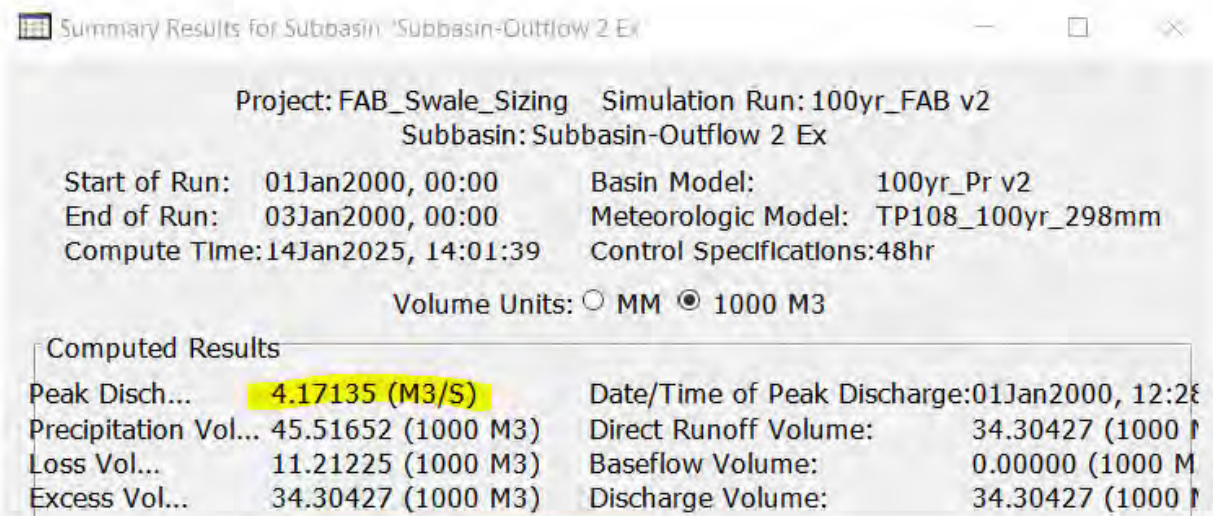 Summary Results for Subbasin "Subbasin-Outflow 2 Ex"
Project: FAB_Swale_Sizing Simulation Run: 100yr_FAB v2
Subbasin: Subbasin-Outflow 2 Ex
Start of Run: 01Jan2000, 00:00 Basin Model: 100yr_Pr v2
End of Run: 03Jan2000, 00:00 Meteorologic Model: TP108_100yr_298mm
Compute Time:14Jan2025, 14:01:39 Control Specifications:48hr
Volume Units: MM 1000 M3
Computed Results
Peak Disch... 4.17135 (M3/S) Date/Time of Peak Discharge:01Jan2000, 12:28
Precipitation Vol... 45.51652 (1000 M3) Direct Runoff Volume: 34.30427 (1000 M
Loss Vol... 11.21225 (1000 M3) Baseflow Volume: 0.00000 (1000 M
Excess Vol... 34.30427 (1000 M3) Discharge Volume: 34.30427 (1000 M